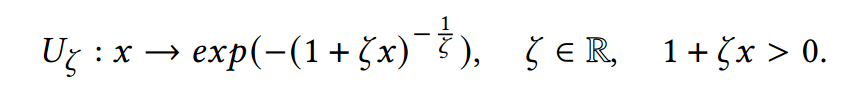 U_ζ : x → exp(−(1 + ζx)^{−1/ζ}), ζ ∈ ℝ, 1 + ζx > 0.